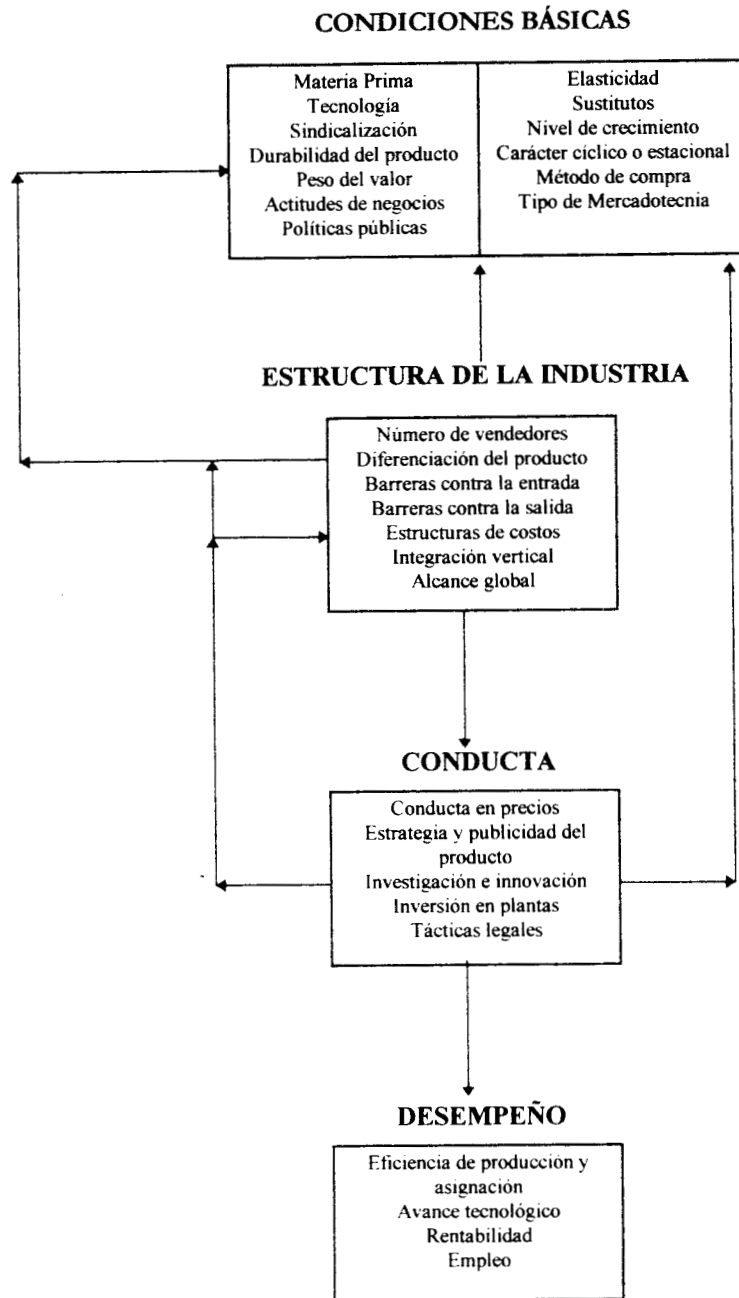 CONDICIONES BÁSICAS
Materia Prima
Tecnología
Sindicalización
Durabilidad del producto
Peso del valor
Actitudes de negocios
Políticas públicas
Elasticidad
Sustitutos
Nivel de crecimiento
Carácter cíclico o estacional
Método de compra
Tipo de Mercadotecnia
ESTRUCTURA DE LA INDUSTRIA
Número de vendedores
Diferenciación del producto
Barreras contra la entrada
Barreras contra la salida
Estructuras de costos
Integración vertical
Alcance global
CONDUCTA
Conducta en precios
Estrategia y publicidad del
producto
Investigación e innovación
Inversión en plantas
Tácticas legales
DESEMPEÑO
Eficiencia de producción y
asignación
Avance tecnológico
Rentabilidad
Empleo